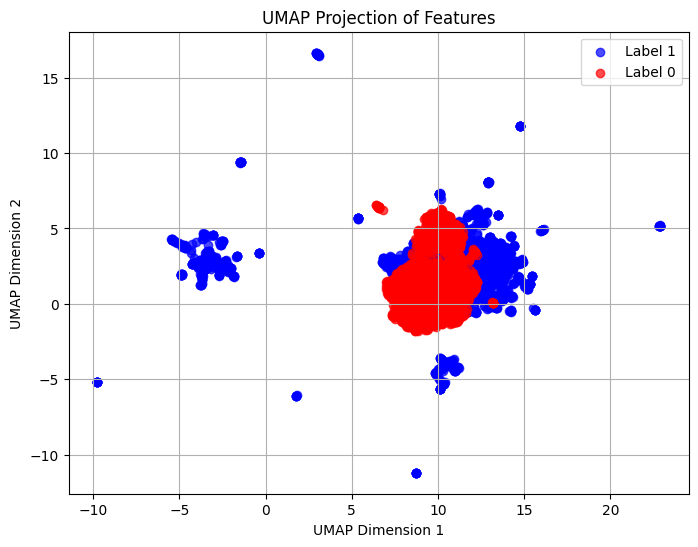 UMAP Projection of Features
Label 1
Label 0
UMAP Dimension 2
15
10
5
0
−5
−10
−10
−5
0
5
10
15
20
UMAP Dimension 1